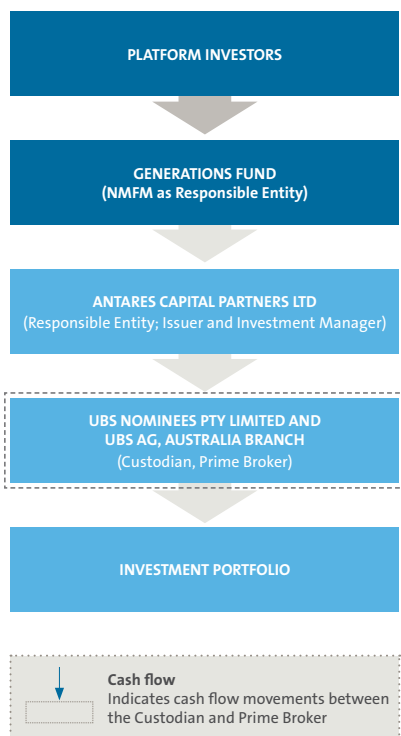 PLATFORM INVESTORS
GENERATIONS FUND
(NMFM as Responsible Entity)
ANTARES CAPITAL PARTNERS LTD
(Responsible Entity; Issuer and Investment Manager)
UBS NOMINEES PTY LIMITED AND
UBS AG, AUSTRALIA BRANCH
(Custodian, Prime Broker)
INVESTMENT PORTFOLIO
Cash flow
Indicates cash flow movements between
the Custodian and Prime Broker